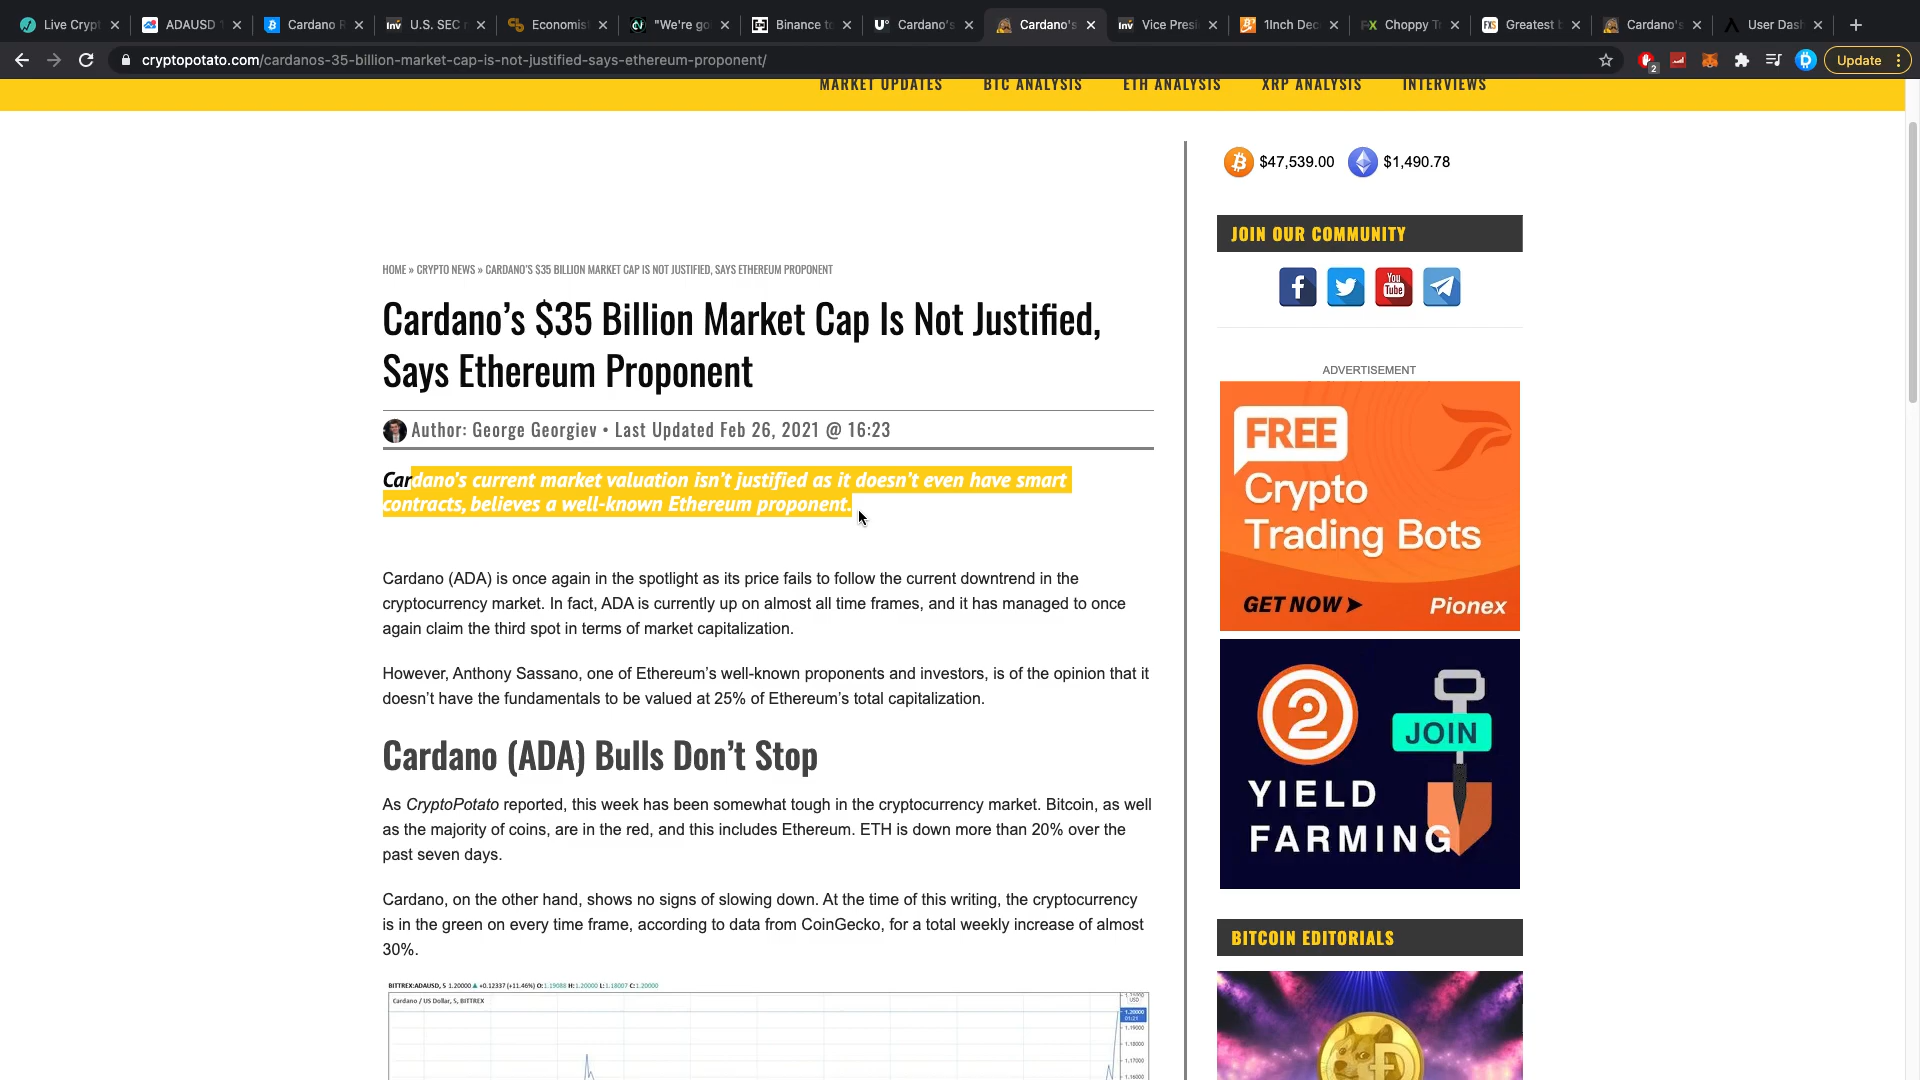 Live Crypt
ADAUSD 1
Cardano R
U.S. SEC r
Economis
"We're go
Binance to
Cardano's
Cardano's
Vice Presi
1Inch Dec
Choppy Tr
Greatest b
Cardano's
User Dash
cryptopotato.com/cardanos-35-billion-market-cap-is-not-justified-says-ethereum-proponent/
2
Update
MARKET UPDATES
BTC ANALYSIS
ETH ANALYSIS
XRP ANALYSIS
INTERVIEWS
$47,539.00
$1,490.78
HOME » CRYPTO NEWS » CARDANO'S $35 BILLION MARKET CAP IS NOT JUSTIFIED, SAYS ETHEREUM PROPONENT
Cardano's $35 Billion Market Cap Is Not Justified,
Says Ethereum Proponent
Author: George Georgiev • Last Updated Feb 26, 2021 @ 16:23
Cardano's current market valuation isn't justified as it doesn't even have smart
contracts, believes a well-known Ethereum proponent.
Cardano (ADA) is once again in the spotlight as its price fails to follow the current downtrend in the
cryptocurrency market. In fact, ADA is currently up on almost all time frames, and it has managed to once
again claim the third spot in terms of market capitalization.
However, Anthony Sassano, one of Ethereum's well-known proponents and investors, is of the opinion that it
doesn't have the fundamentals to be valued at 25% of Ethereum's total capitalization.
Cardano (ADA) Bulls Don't Stop
As CryptoPotato reported, this week has been somewhat tough in the cryptocurrency market. Bitcoin, as well
as the majority of coins, are in the red, and this includes Ethereum. ETH is down more than 20% over the
past seven days.
Cardano, on the other hand, shows no signs of slowing down. At the time of this writing, the cryptocurrency
is in the green on every time frame, according to data from CoinGecko, for a total weekly increase of almost
30%.
BITTREX:ADAUSD, 5 1.20000 ▲ +0.12337 (+11.46%) O:1.19088 H:1.20000 L:1.18007 C:1.20000
Cardano / US Dollar, 5, BITTREX
USD
1.20000
01:21
1.19000
1.18000
1.17000
1.16000
JOIN OUR COMMUNITY
You
Tube
ADVERTISEMENT
FREE
Crypto
Trading Bots
GET NOW
Pionex
2
JOIN
YIELD
FARMING
BITCOIN EDITORIALS